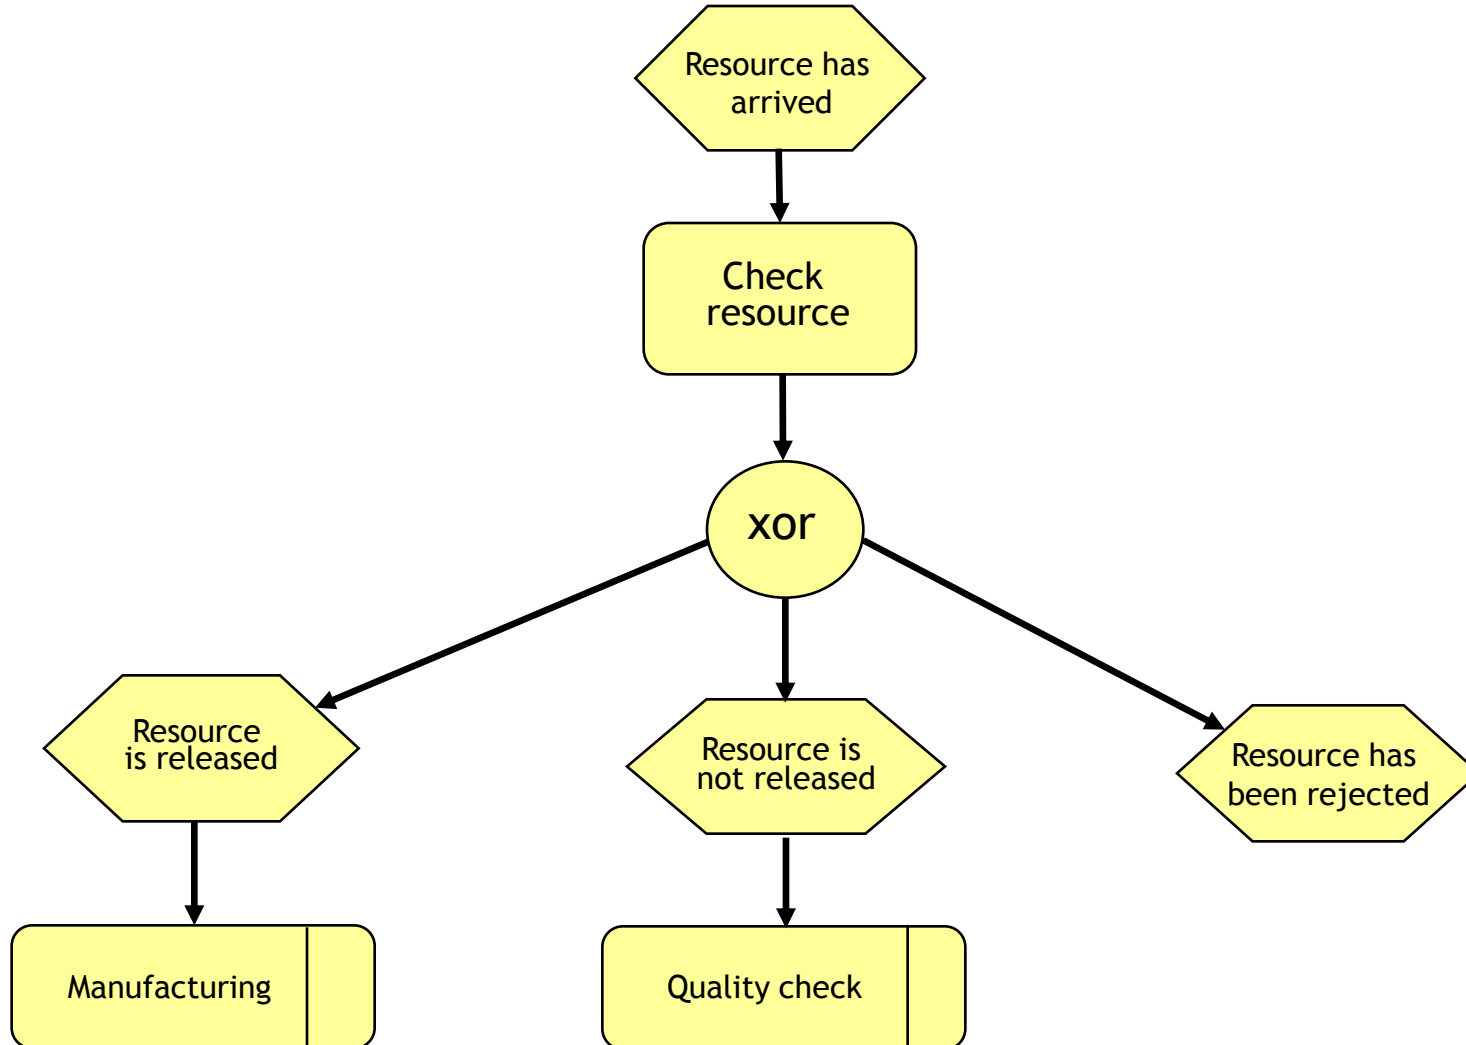 Resource has
arrived
Check
resource
xor
Resource
is released
Resource is
not released
Resource has
been rejected
Manufacturing
Quality check